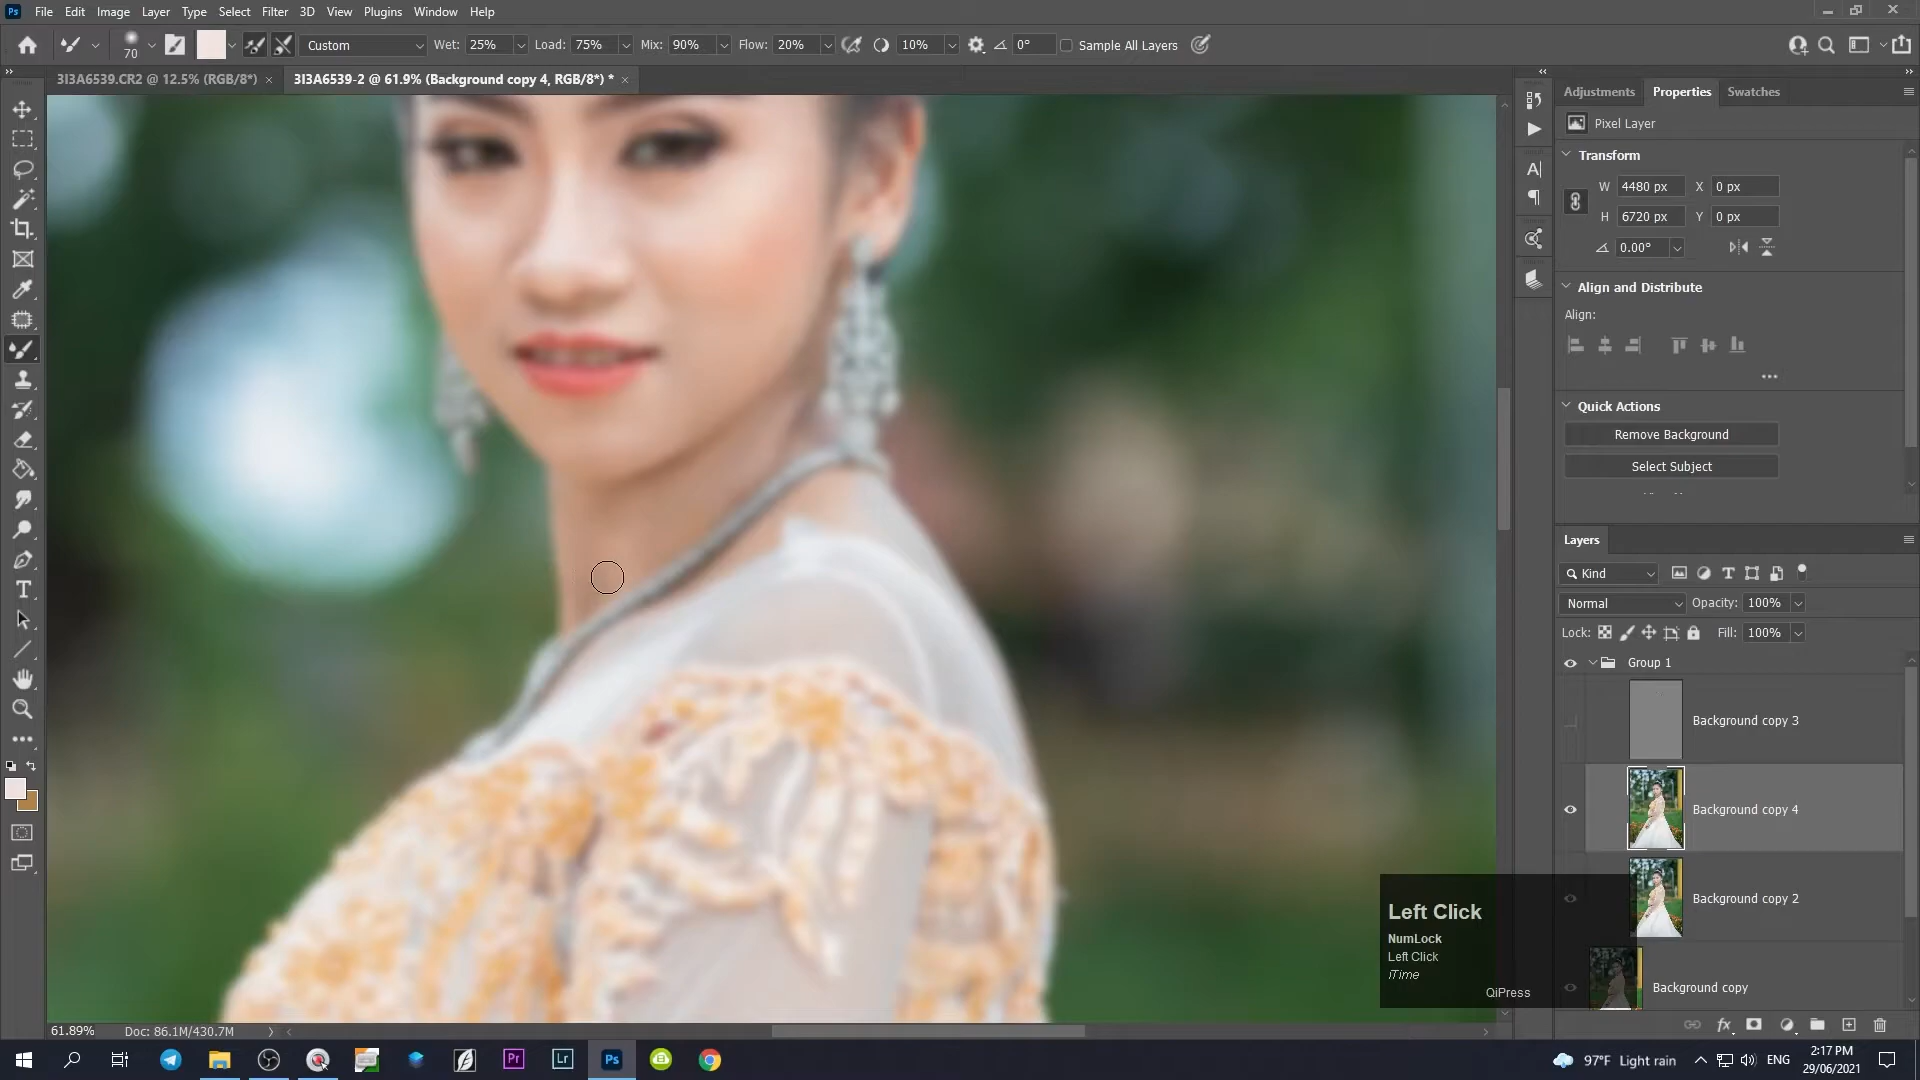 Ps File Edit Image Layer Type Select Filter 3D View Plugins Window Help
70 Custom Wet: 25% Load: 75% Mix: 90% Flow: 20% 10% 0° Sample All Layers
3I3A6539.CR2 @ 12.5% (RGB/8*) × 3I3A6539-2 @ 61.9% (Background copy 4, RGB/8*) * ×
Adjustments Properties Swatches
Pixel Layer
Transform
W 4480 px X 0 px
H 6720 px Y 0 px
0.00°
Align and Distribute
Align:
Quick Actions
Remove Background
Select Subject
Layers
Kind
Normal Opacity: 100%
Lock: Fill: 100%
Group 1
Background copy 3
Background copy 4
Background copy 2
Background copy
Left Click
NumLock
Left Click
iTime
QiPress
61.89% Doc: 86.1M/430.7M
Pr Lr Ps
97°F Light rain ENG 2:17 PM
29/06/2021